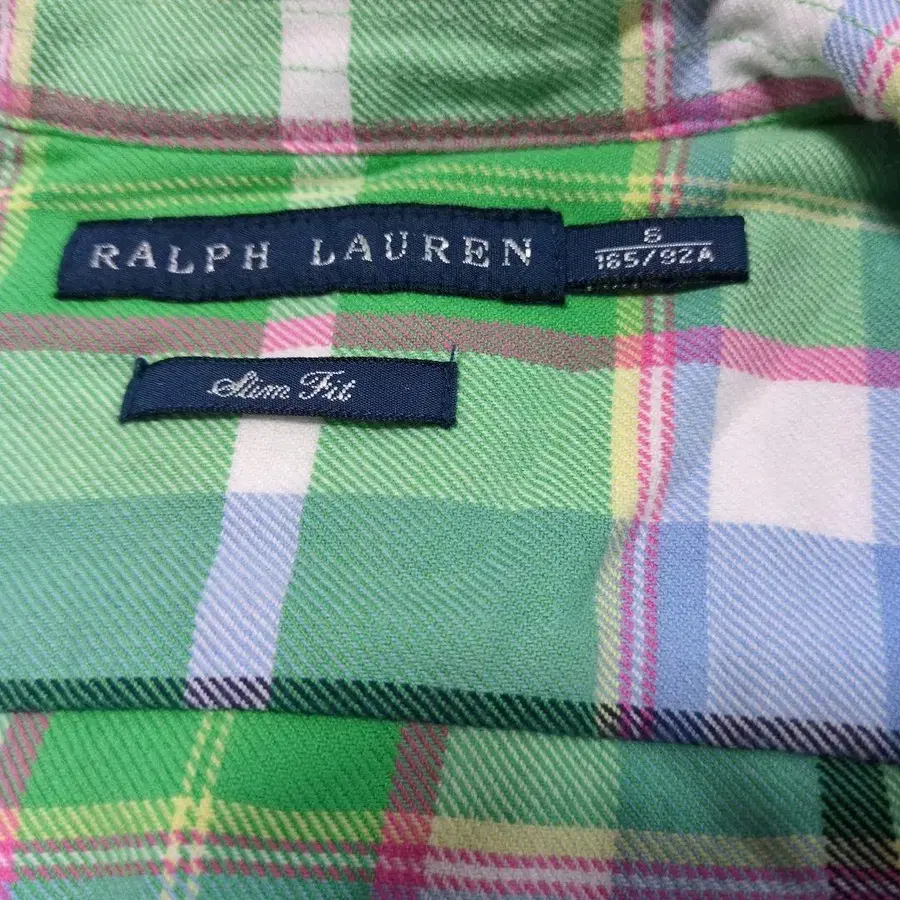 RALPH LAUREN
8
165/92A
Slim Fit